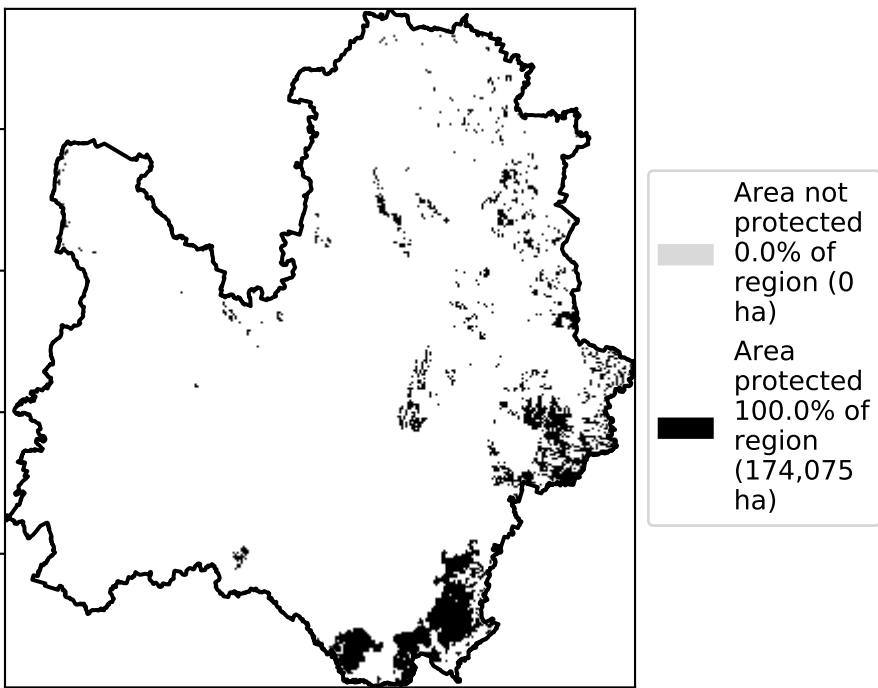 Area not
protected
0.0% of
region (0
ha)
Area
protected
100.0% of
region
(174,075
ha)